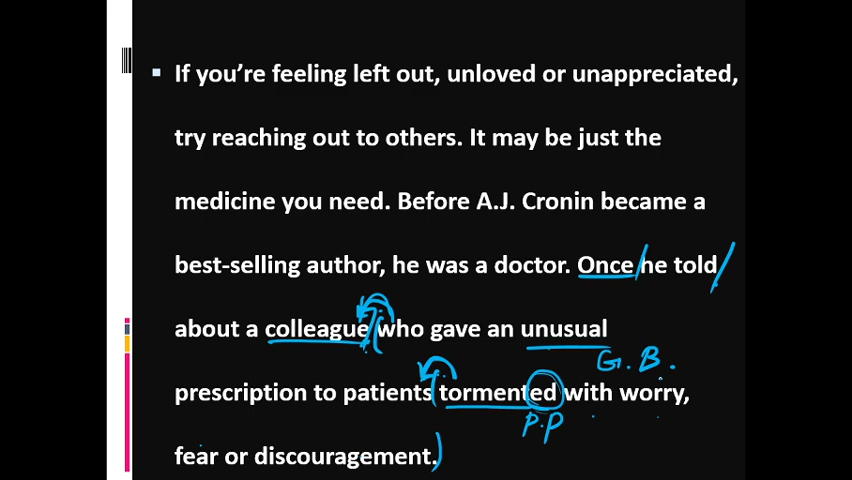 If you're feeling left out, unloved or unappreciated,
try reaching out to others. It may be just the
medicine you need. Before A.J. Cronin became a
best-selling author, he was a doctor. Once he told
about a colleague who gave an unusual
G. B.
prescription to patients tormented with worry,
P.P
fear or discouragement.